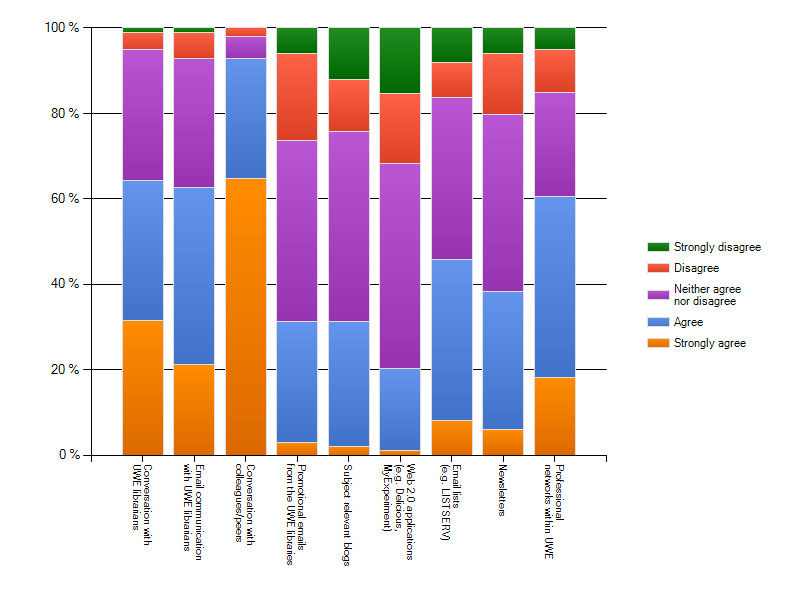 100 %
80 %
60 %
40 %
20 %
0 %
Conversation with
UWE librarians
Email communication
with UWE librarians
Conversation with
colleagues/peers
Promotional emails
from the UWE libraries
Subject relevant blogs
Web 2.0 applications
(e.g. Delicious,
MyExperiment)
Email lists
(e.g. LISTSERV)
Newsletters
Professional
networks within UWE
Strongly disagree
Disagree
Neither agree
nor disagree
Agree
Strongly agree